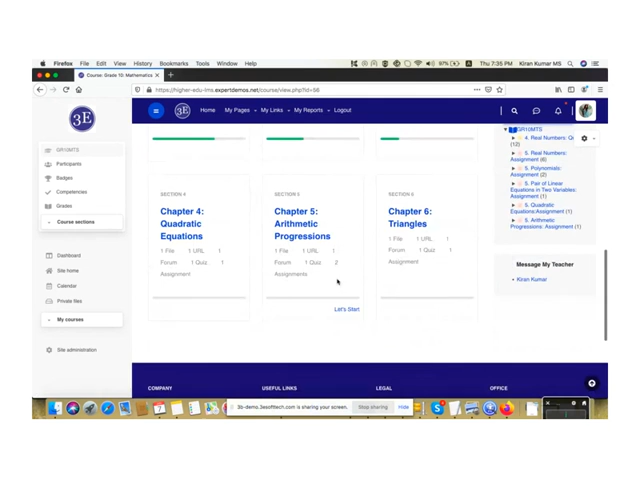 Firefox File Edit View History Bookmarks Tools Window Help 97% Thu 7:35 PM Kiran Kumar MS
Course: Grade 10: Mathematics
https://higher-edu-lms.expertdemos.net/course/view.php?id=56
3E
3E Home My Pages My Links My Reports Logout
GR10MTS
Participants
Badges
Competencies
Grades
Course sections
Dashboard
Site home
Calendar
Private files
My courses
Site administration
SECTION 4
Chapter 4:
Quadratic
Equations
1 File 1 URL 1
Forum 1 Quiz 1
Assignment
SECTION 5
Chapter 5:
Arithmetic
Progressions
1 File 1 URL 1
Forum 1 Quiz 2
Assignments
Let's Start
SECTION 6
Chapter 6:
Triangles
1 File 1 URL 1
Forum 1 Quiz 1
Assignment
GR10MTS
4. Real Numbers: Qu
(12)
5. Real Numbers:
Assignment (6)
5. Polynomials:
Assignment (2)
5. Pair of Linear
Equations in Two Variables:
Assignment (1)
5. Quadratic
Equations:Assignment (1)
5. Arithmetic
Progressions: Assignment (1)
Message My Teacher
Kiran Kumar
COMPANY USEFUL LINKS LEGAL OFFICE
3b-demo.3esofttech.com is sharing your screen. Stop sharing Hide